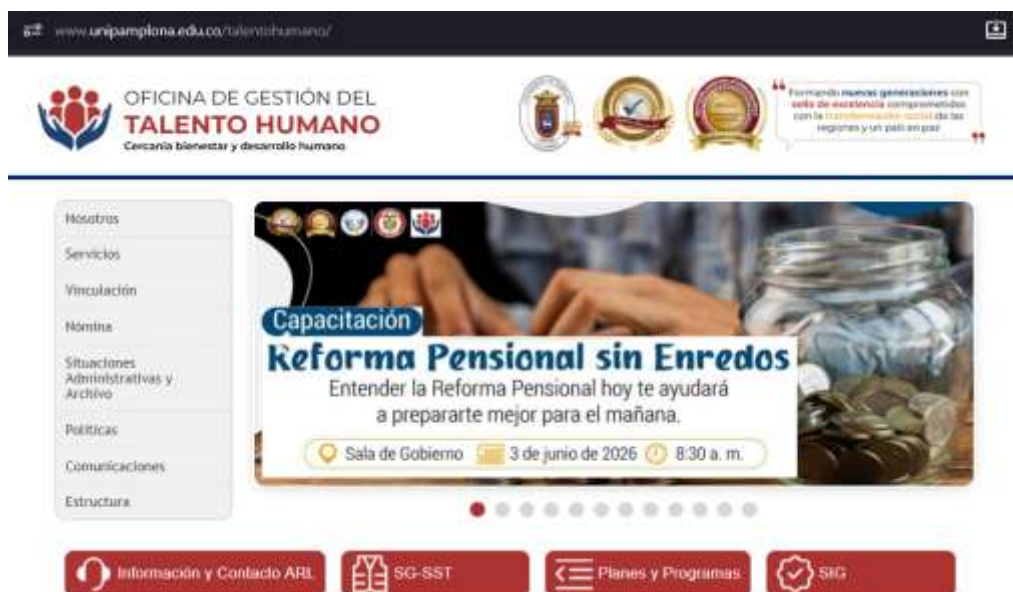 www.unipamplona.edu.co/talentohumano/
OFICINA DE GESTIÓN DEL
TALENTO HUMANO
Cercanía bienestar y desarrollo humano
Formando nuevas generaciones con
sello de excelencia comprometidos
con la transformación social de las
regiones y un país en paz
Nosotros
Servicios
Vinculación
Nómina
Situaciones
Administrativas y
Archivo
Políticas
Comunicaciones
Estructura
Capacitación
Reforma Pensional sin Enredos
Entender la Reforma Pensional hoy te ayudará
a prepararte mejor para el mañana.
Sala de Gobierno 3 de junio de 2026 8:30 a. m.
Información y Contacto ARL
SG-SST
Planes y Programas
SIG